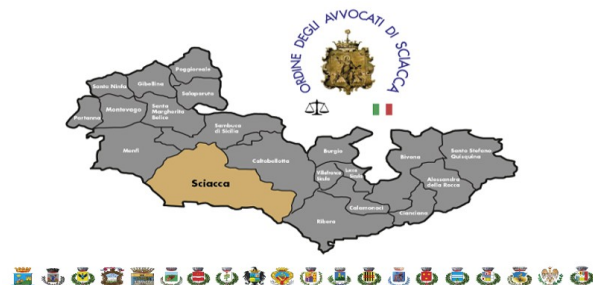 ORDINE DEGLI AVVOCATI DI SCIACCA
Poggioreale
Santa Ninfa
Gibellina
Salaparuta
Partanna
Montevago
Santa
Margherita
Belice
Sambuca
di Sicilia
Menfi
Sciacca
Caltabellotta
Burgio
Villafranca
Sicula
Lucca
Sicula
Bivona
Santo Stefano
Quisquina
Alessandria
della Rocca
Calamonaci
Cianciana
Ribera